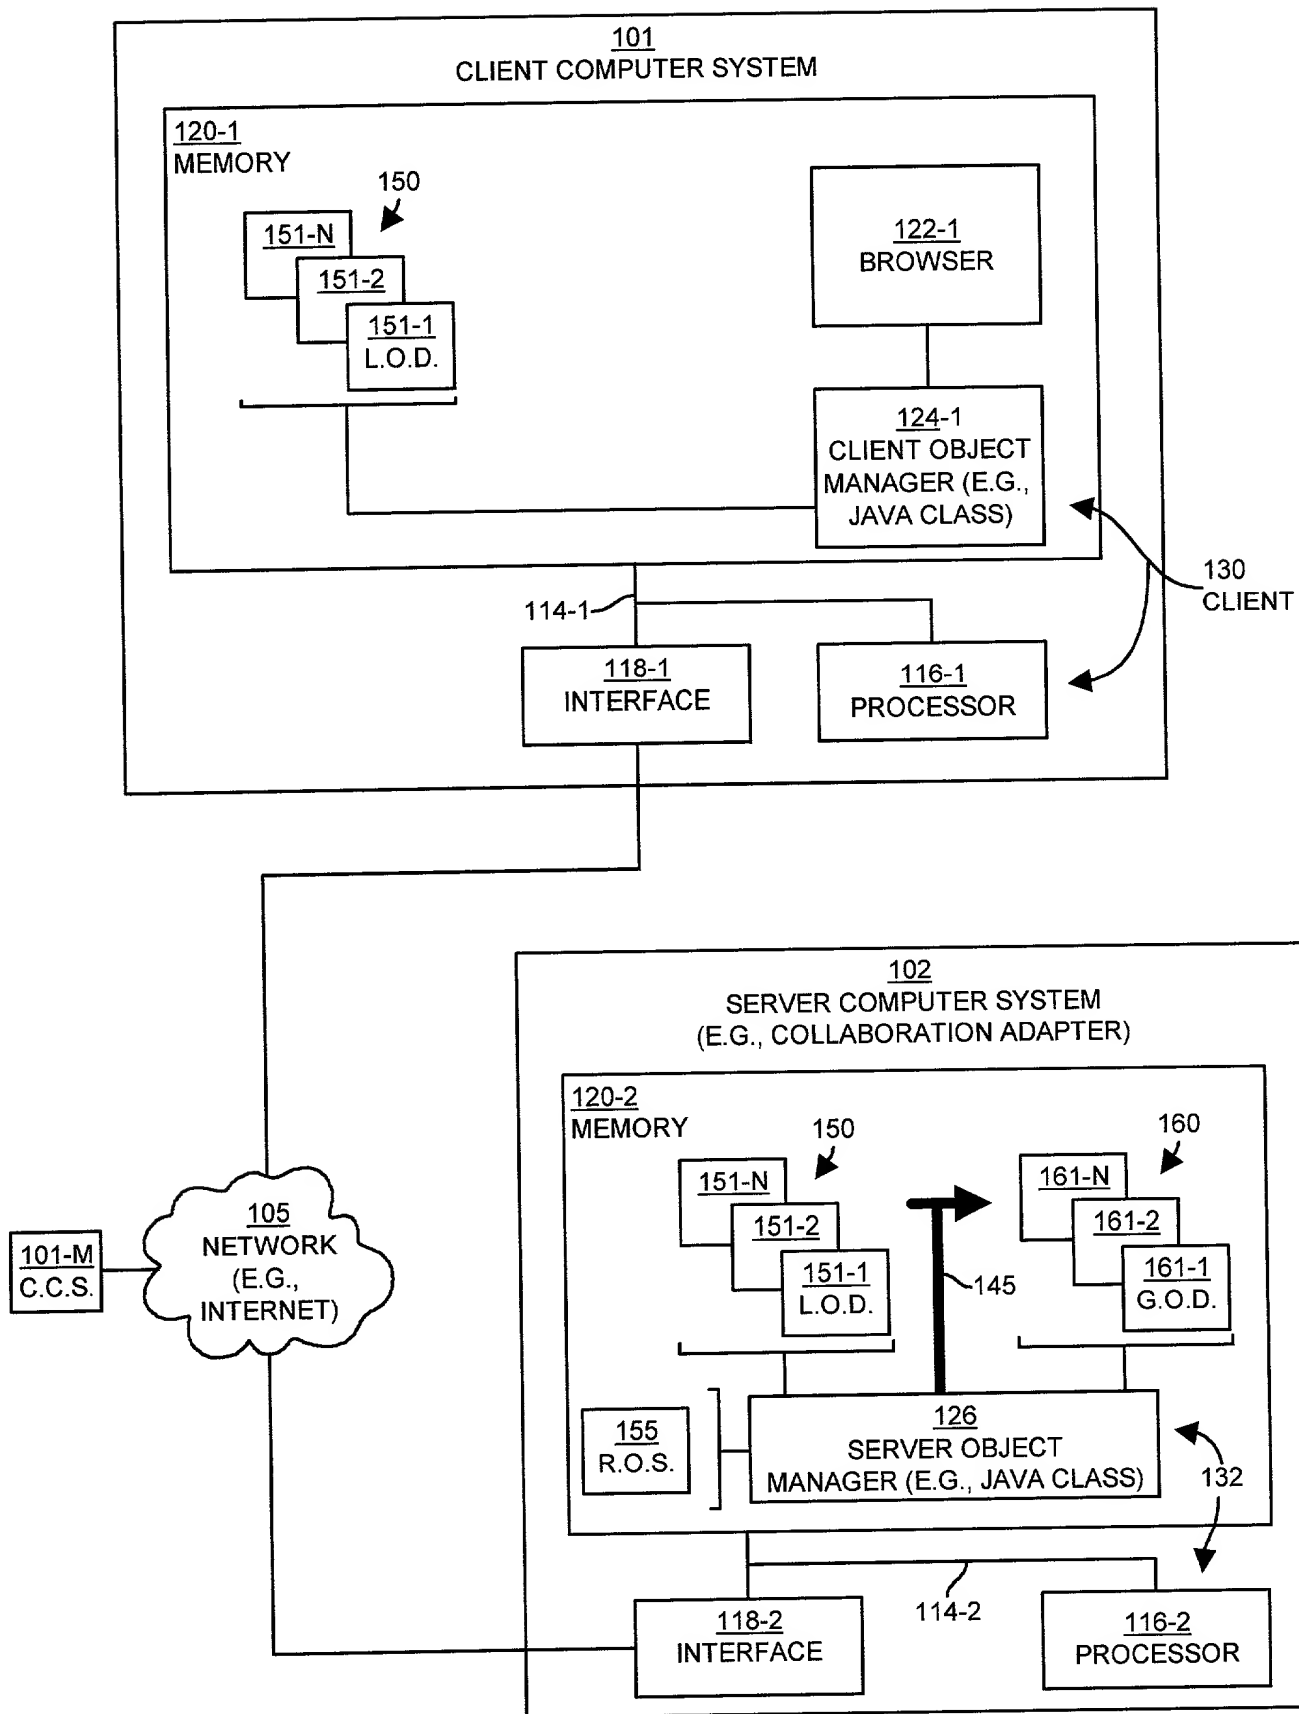 101
CLIENT COMPUTER SYSTEM
120-1
MEMORY
150
151-N
151-2
151-1
L.O.D.
122-1
BROWSER
124-1
CLIENT OBJECT
MANAGER (E.G.,
JAVA CLASS)
130
CLIENT
114-1
118-1
INTERFACE
116-1
PROCESSOR
102
SERVER COMPUTER SYSTEM
(E.G., COLLABORATION ADAPTER)
120-2
MEMORY
150
151-N
151-2
151-1
L.O.D.
160
161-N
161-2
161-1
G.O.D.
145
101-M
C.C.S.
105
NETWORK
(E.G.,
INTERNET)
155
R.O.S.
126
SERVER OBJECT
MANAGER (E.G., JAVA CLASS)
132
114-2
118-2
INTERFACE
116-2
PROCESSOR